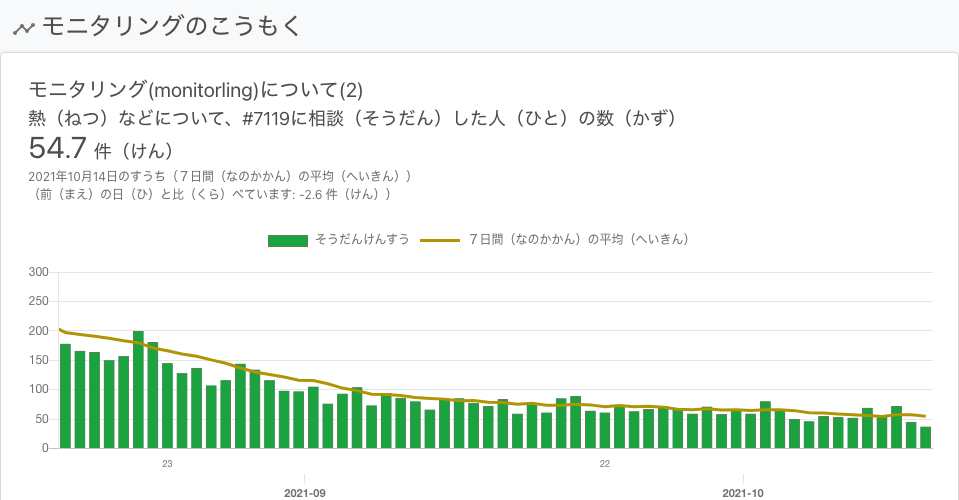 モニタリングのこうもく
モニタリング(monitorling)について(2)
熱（ねつ）などについて、#7119に相談（そうだん）した人（ひと）の数（かず）
54.7 件（けん）
2021年10月14日のすうち（７日間（なのかかん）の平均（へいきん））
（前（まえ）の日（ひ）と比（くら）べています: -2.6 件（けん））
そうだんけんすう ７日間（なのかかん）の平均（へいきん）
300
250
200
150
100
50
0
23 22
2021-09 2021-10